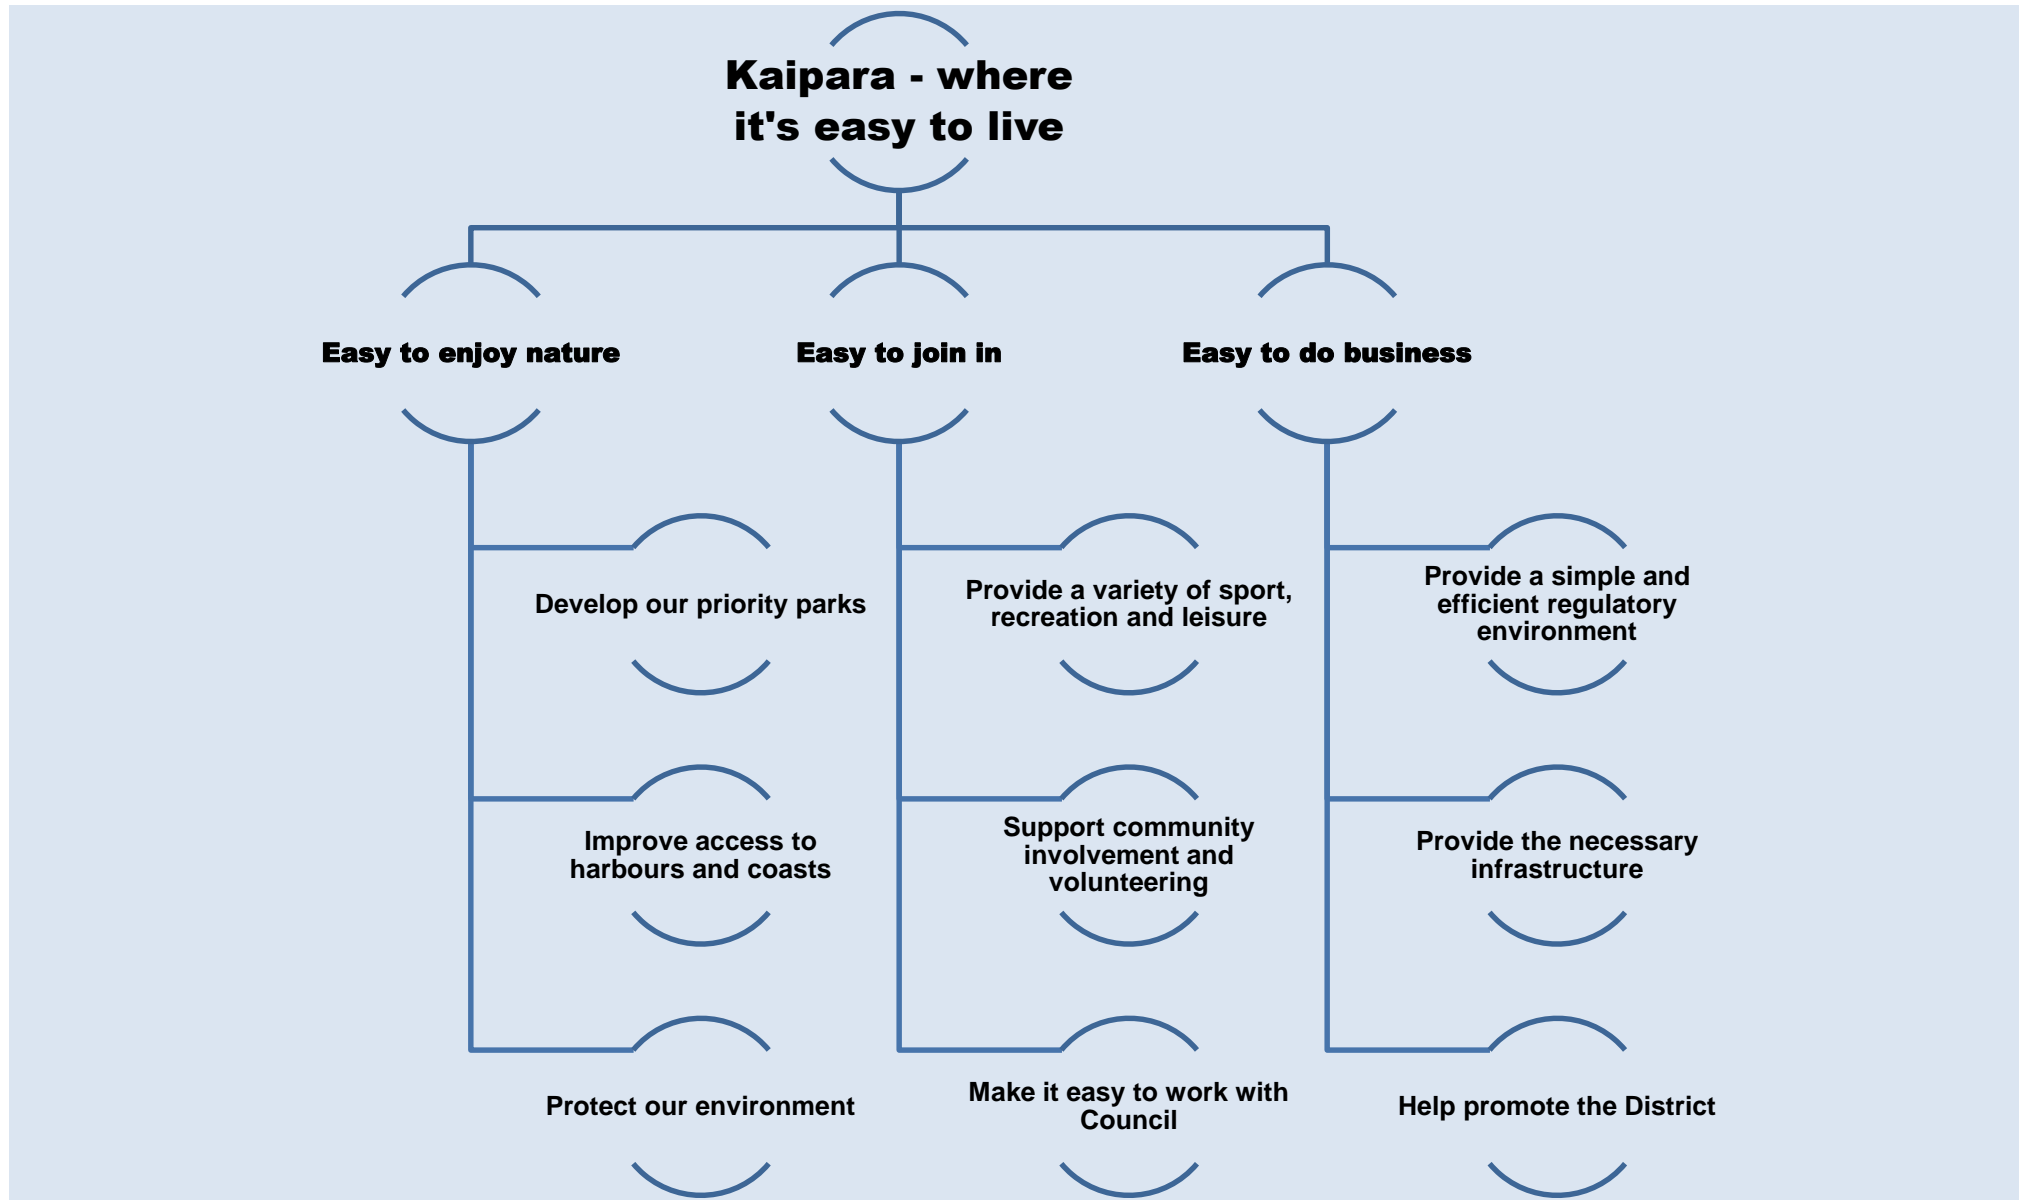 Kaipara - where
it's easy to live
Easy to enjoy nature
Easy to join in
Easy to do business
Develop our priority parks
Provide a variety of sport,
recreation and leisure
Provide a simple and
efficient regulatory
environment
Improve access to
harbours and coasts
Support community
involvement and
volunteering
Provide the necessary
infrastructure
Protect our environment
Make it easy to work with
Council
Help promote the District